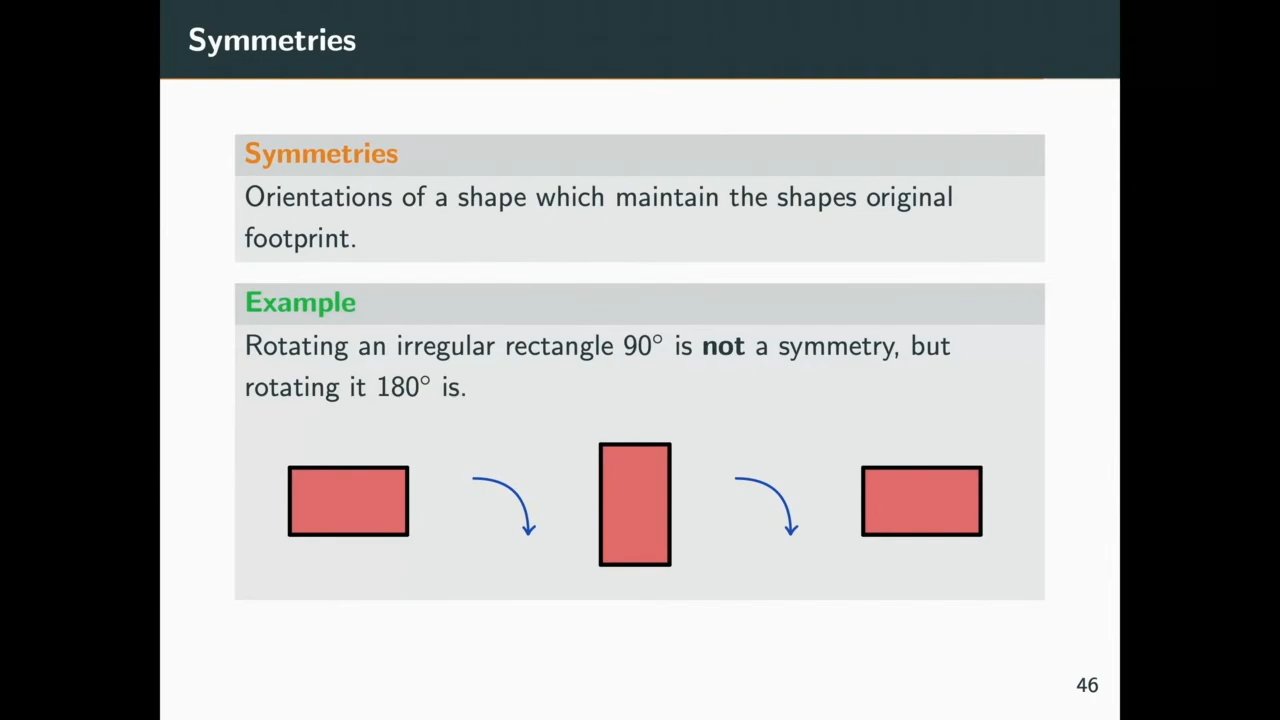 Symmetries
Symmetries
Orientations of a shape which maintain the shapes original
footprint.
Example
Rotating an irregular rectangle 90° is not a symmetry, but
rotating it 180° is.
46